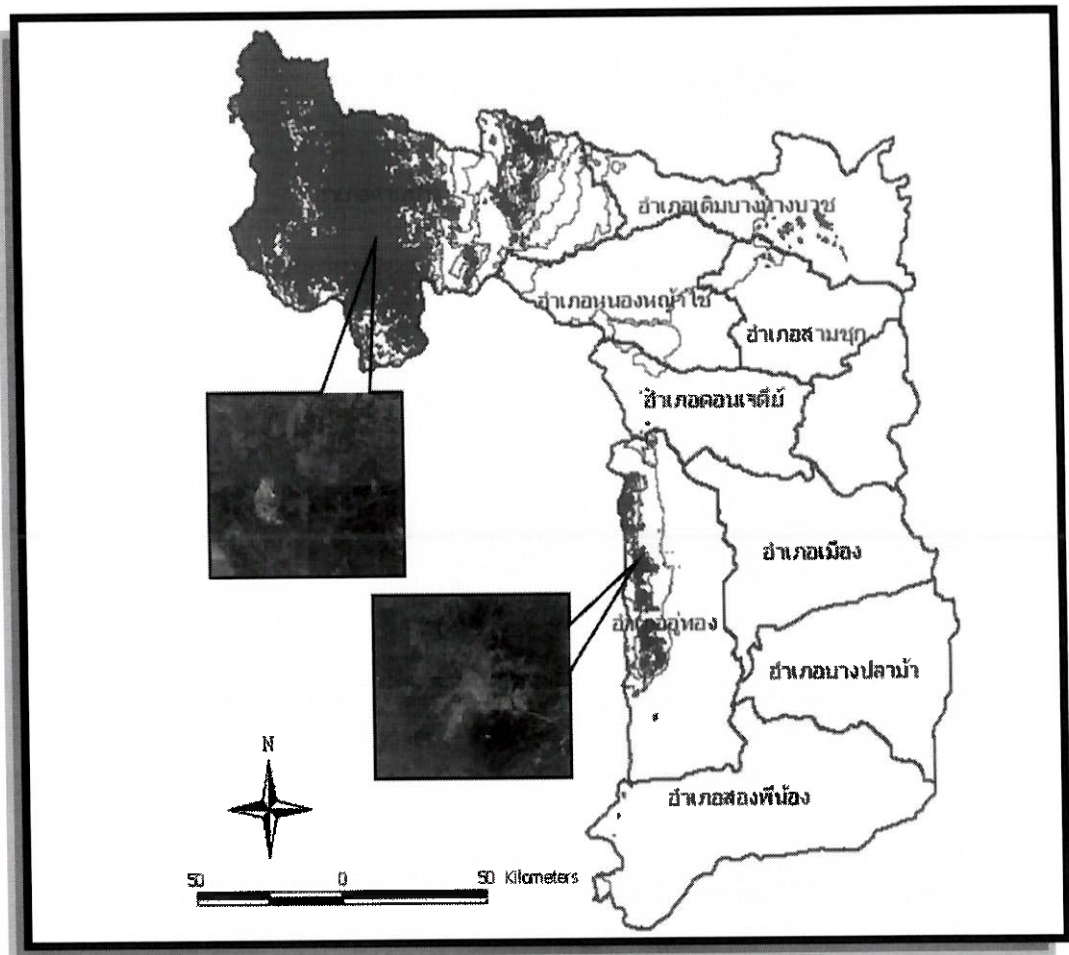 อำเภอเดิมบางนางบวช
อำเภอหนองหญ้าไซ
อำเภอสามชุก
อำเภอดอนเจดีย์
อำเภอเมือง
อำเภออู่ทอง
อำเภอบางปลาม้า
อำเภอสองพี่น้อง
N
50 0 50 Kilometers